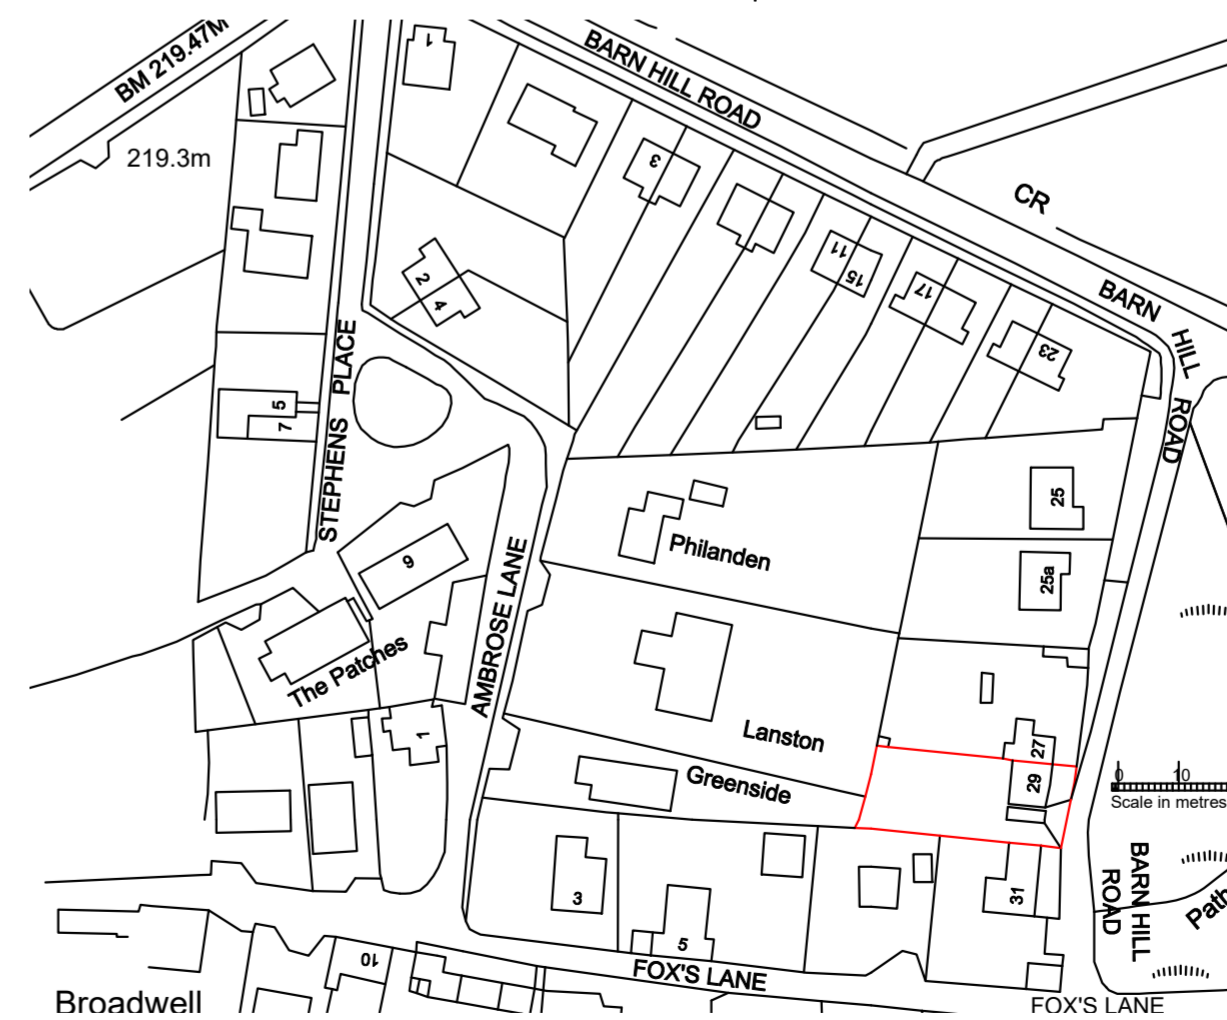 BM 219.47M
219.3m
1
BARN HILL ROAD
3
CR
BARN
HILL
ROAD
11
15
17
23
2
4
STEPHENS PLACE
5
7
9
The Patches
AMBROSE LANE
1
Philanden
Lanston
Greenside
25
25a
27
29
0 10
Scale in metres
31
BARN HILL
ROAD
Path
3
5
10
FOX'S LANE
FOX'S LANE
Broadwell